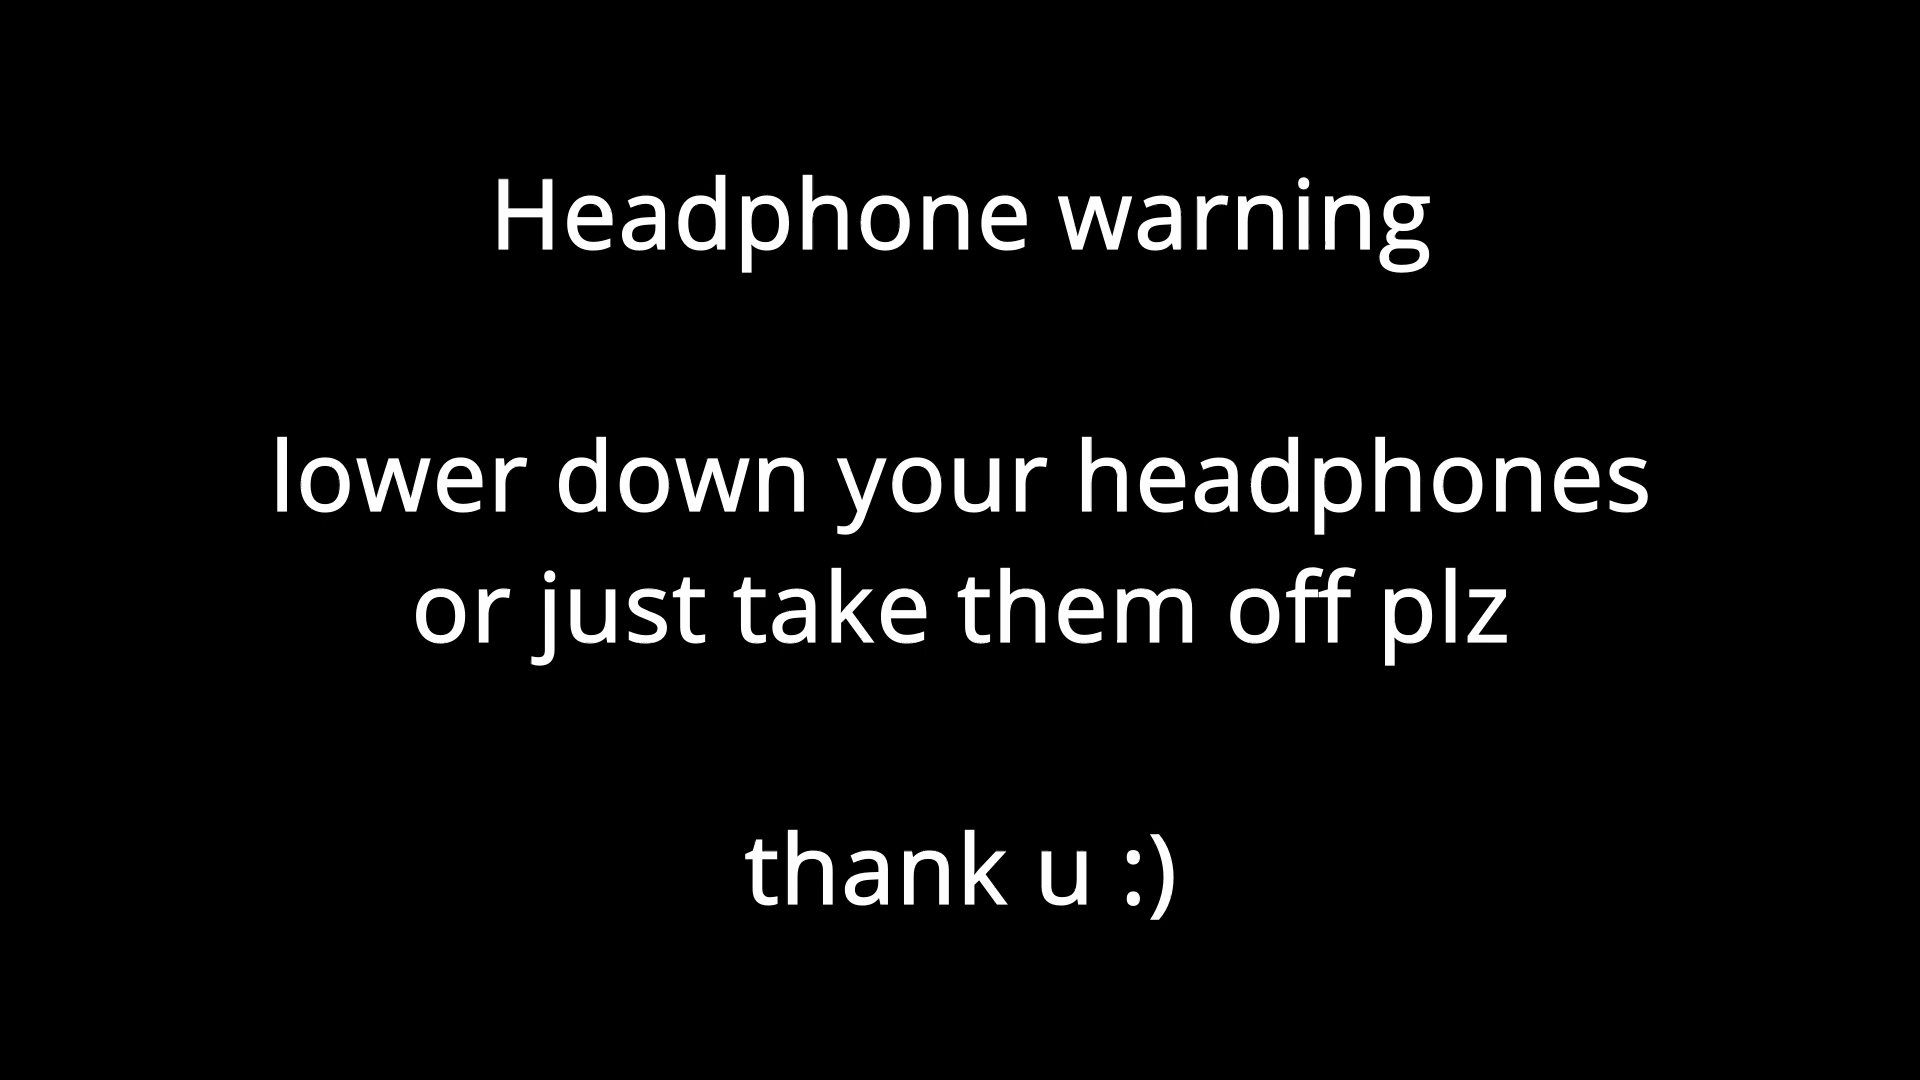 Headphone warning
lower down your headphones
or just take them off plz
thank u :)